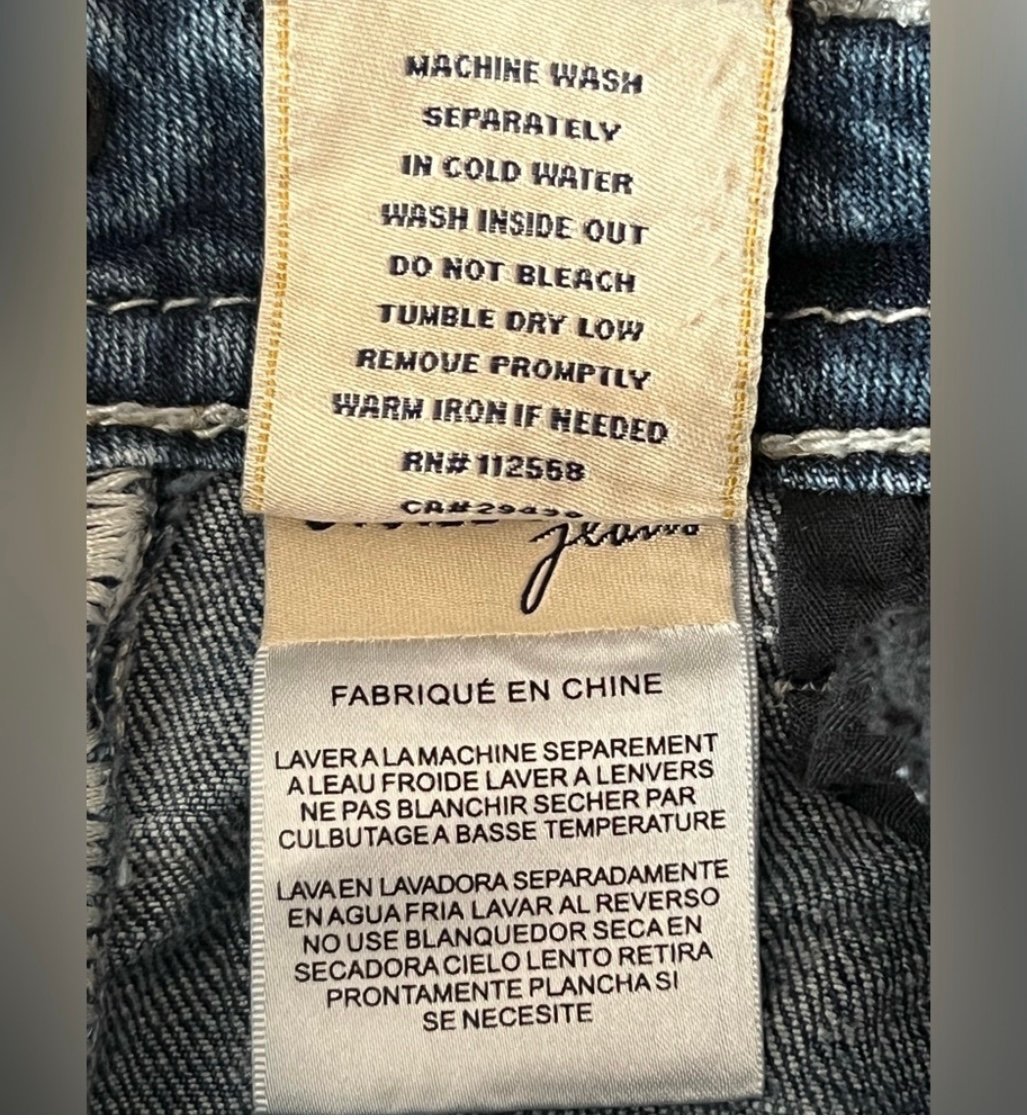 MACHINE WASH
SEPARATELY
IN COLD WATER
WASH INSIDE OUT
DO NOT BLEACH
TUMBLE DRY LOW
REMOVE PROMPTLY
WARM IRON IF NEEDED
RN# 112558
jeans
FABRIQUÉ EN CHINE
LAVER A LA MACHINE SEPAREMENT
A LEAU FROIDE LAVER A LENVERS
NE PAS BLANCHIR SECHER PAR
CULBUTAGE A BASSE TEMPERATURE
LAVA EN LAVADORA SEPARADAMENTE
EN AGUA FRIA LAVAR AL REVERSO
NO USE BLANQUEDOR SECA EN
SECADORA CIELO LENTO RETIRA
PRONTAMENTE PLANCHA SI
SE NECESITE